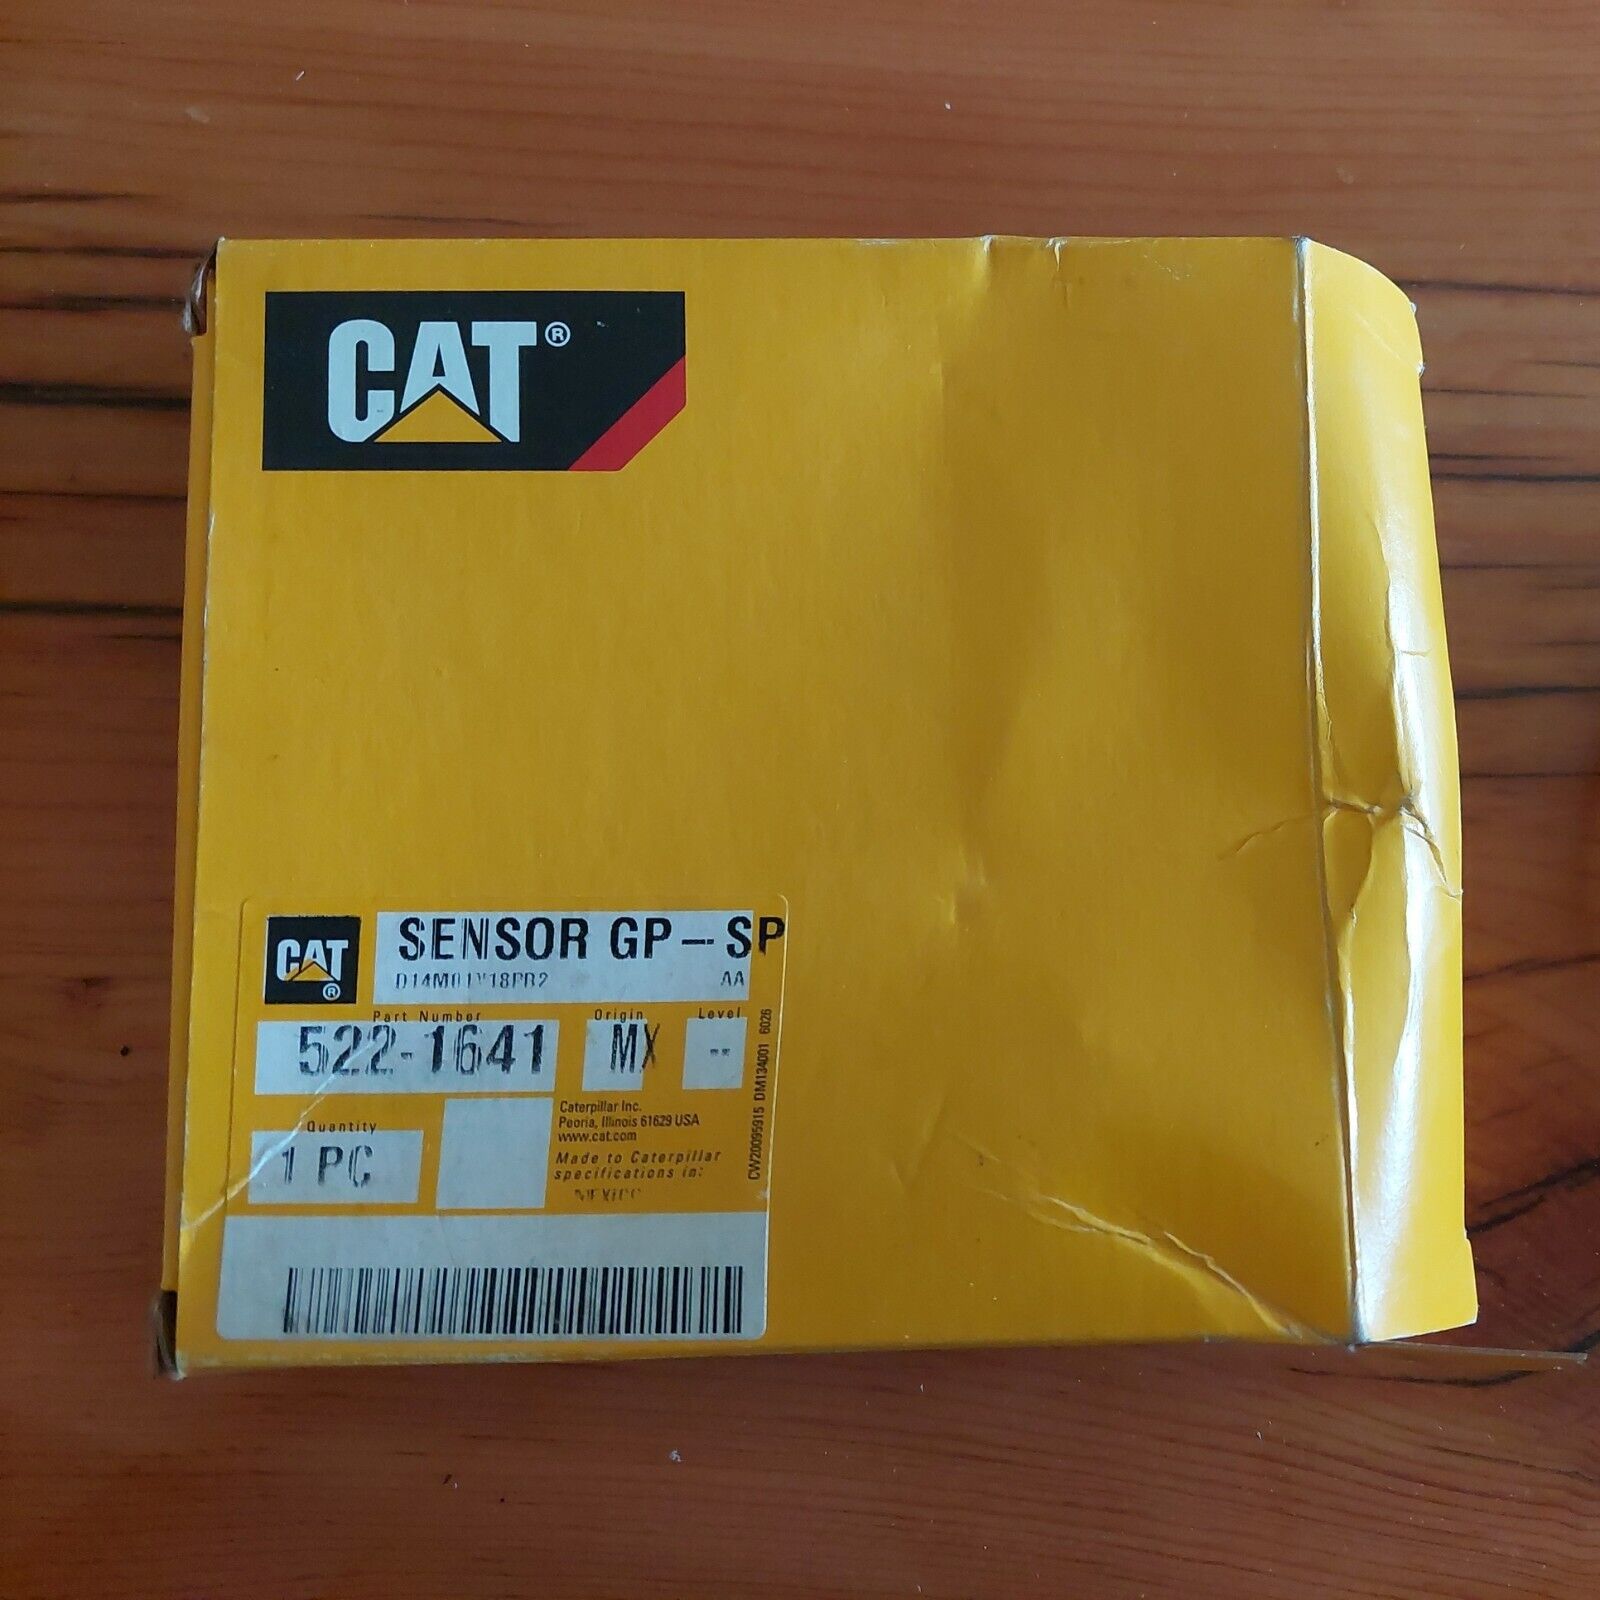 CAT®
CAT® SENSOR GP-SP
AA
Part Number Origin Level
522-1641 MX --
Quantity
1 PC
Caterpillar Inc.
Peoria, Illinois 61629 USA
www.cat.com
Made to Caterpillar
specifications in:
MEXICO
CW20095915 DM134001 6026